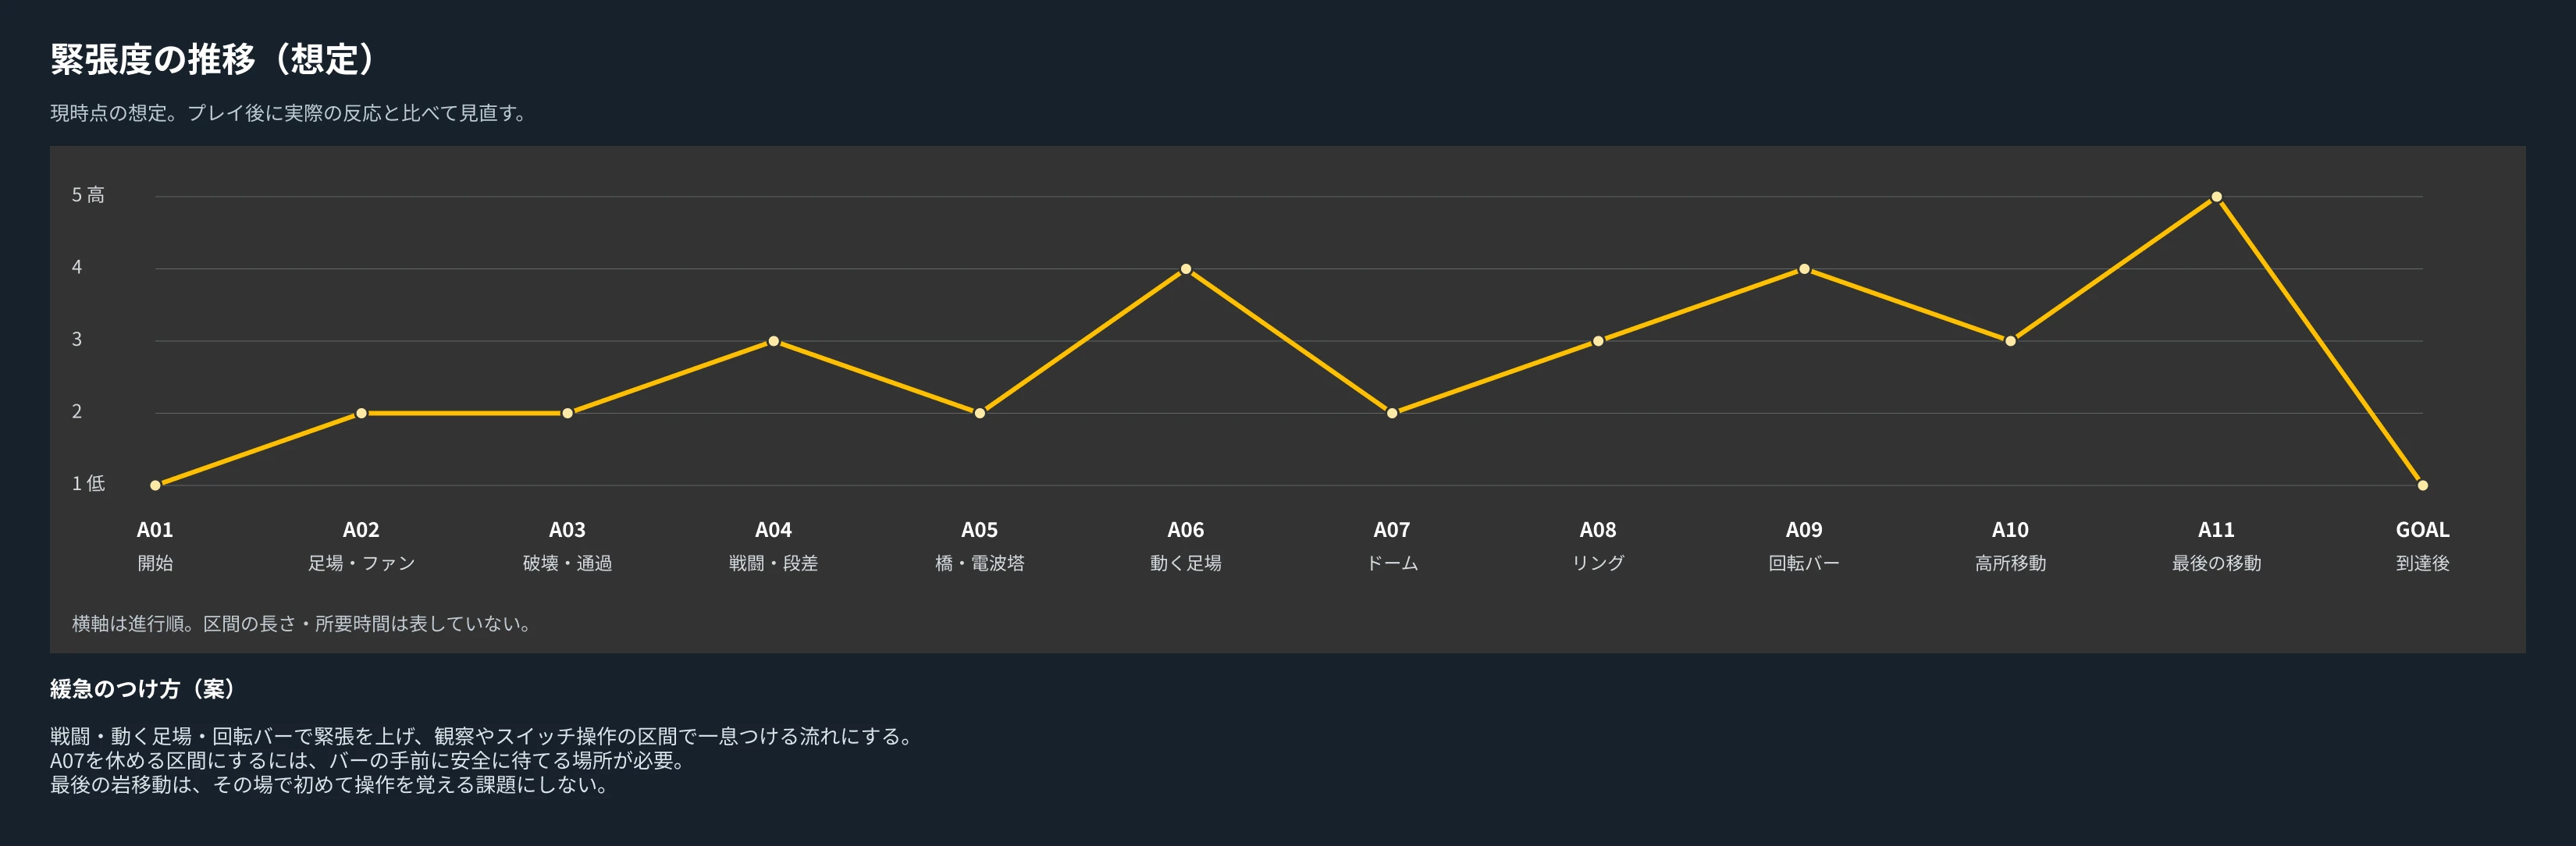 緊張度の推移（想定）
現時点の想定。プレイ後に実際の反応と比べて見直す。
5 高
4
3
2
1 低
A01 A02 A03 A04 A05 A06 A07 A08 A09 A10 A11 GOAL
開始 足場・ファン 破壊・通過 戦闘・段差 橋・電波塔 動く足場 ドーム リング 回転バー 高所移動 最後の移動 到達後
横軸は進行順。区間の長さ・所要時間は表していない。
緩急のつけ方（案）
戦闘・動く足場・回転バーで緊張を上げ、観察やスイッチ操作の区間で一息つける流れにする。
A07を休める区間にするには、バーの手前に安全に待てる場所が必要。
最後の岩移動は、その場で初めて操作を覚える課題にしない。